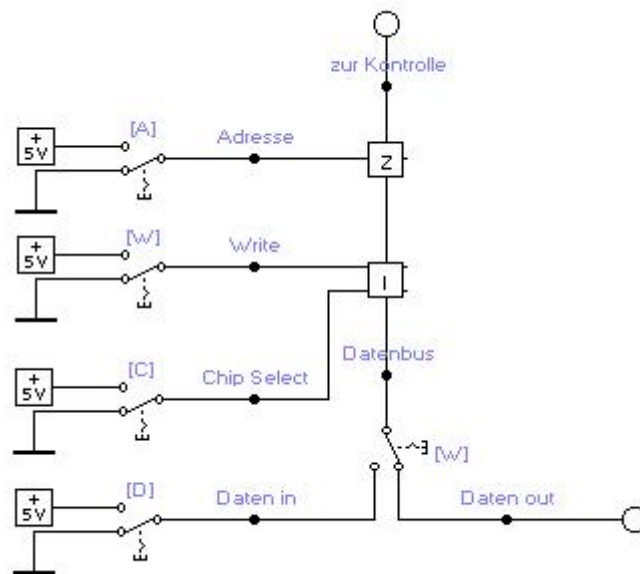 zur Kontrolle
+
5V
[A]
Adresse
Z
+
5V
[W]
Write
I
Datenbus
+
5V
[C]
Chip Select
[W]
+
5V
[D]
Daten in
Daten out